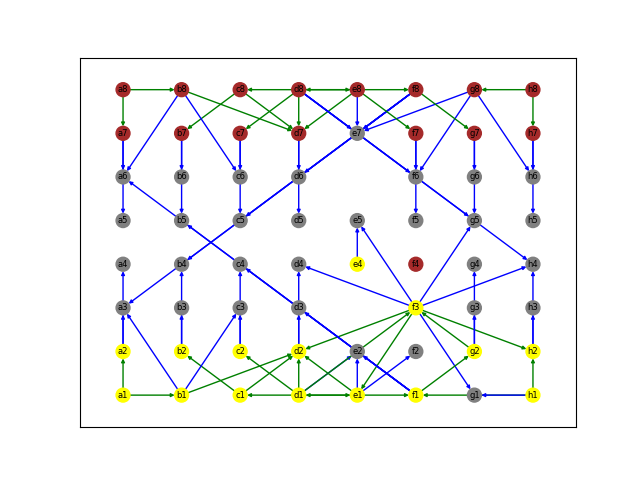 a8 b8 c8 d8 e8 f8 g8 h8
a7 b7 c7 d7 e7 f7 g7 h7
a6 b6 c6 d6 f6 g6 h6
a5 b5 c5 d5 e5 f5 g5 h5
a4 b4 c4 d4 e4 f4 g4 h4
a3 b3 c3 d3 f3 g3 h3
a2 b2 c2 d2 e2 f2 g2 h2
a1 b1 c1 d1 e1 f1 g1 h1